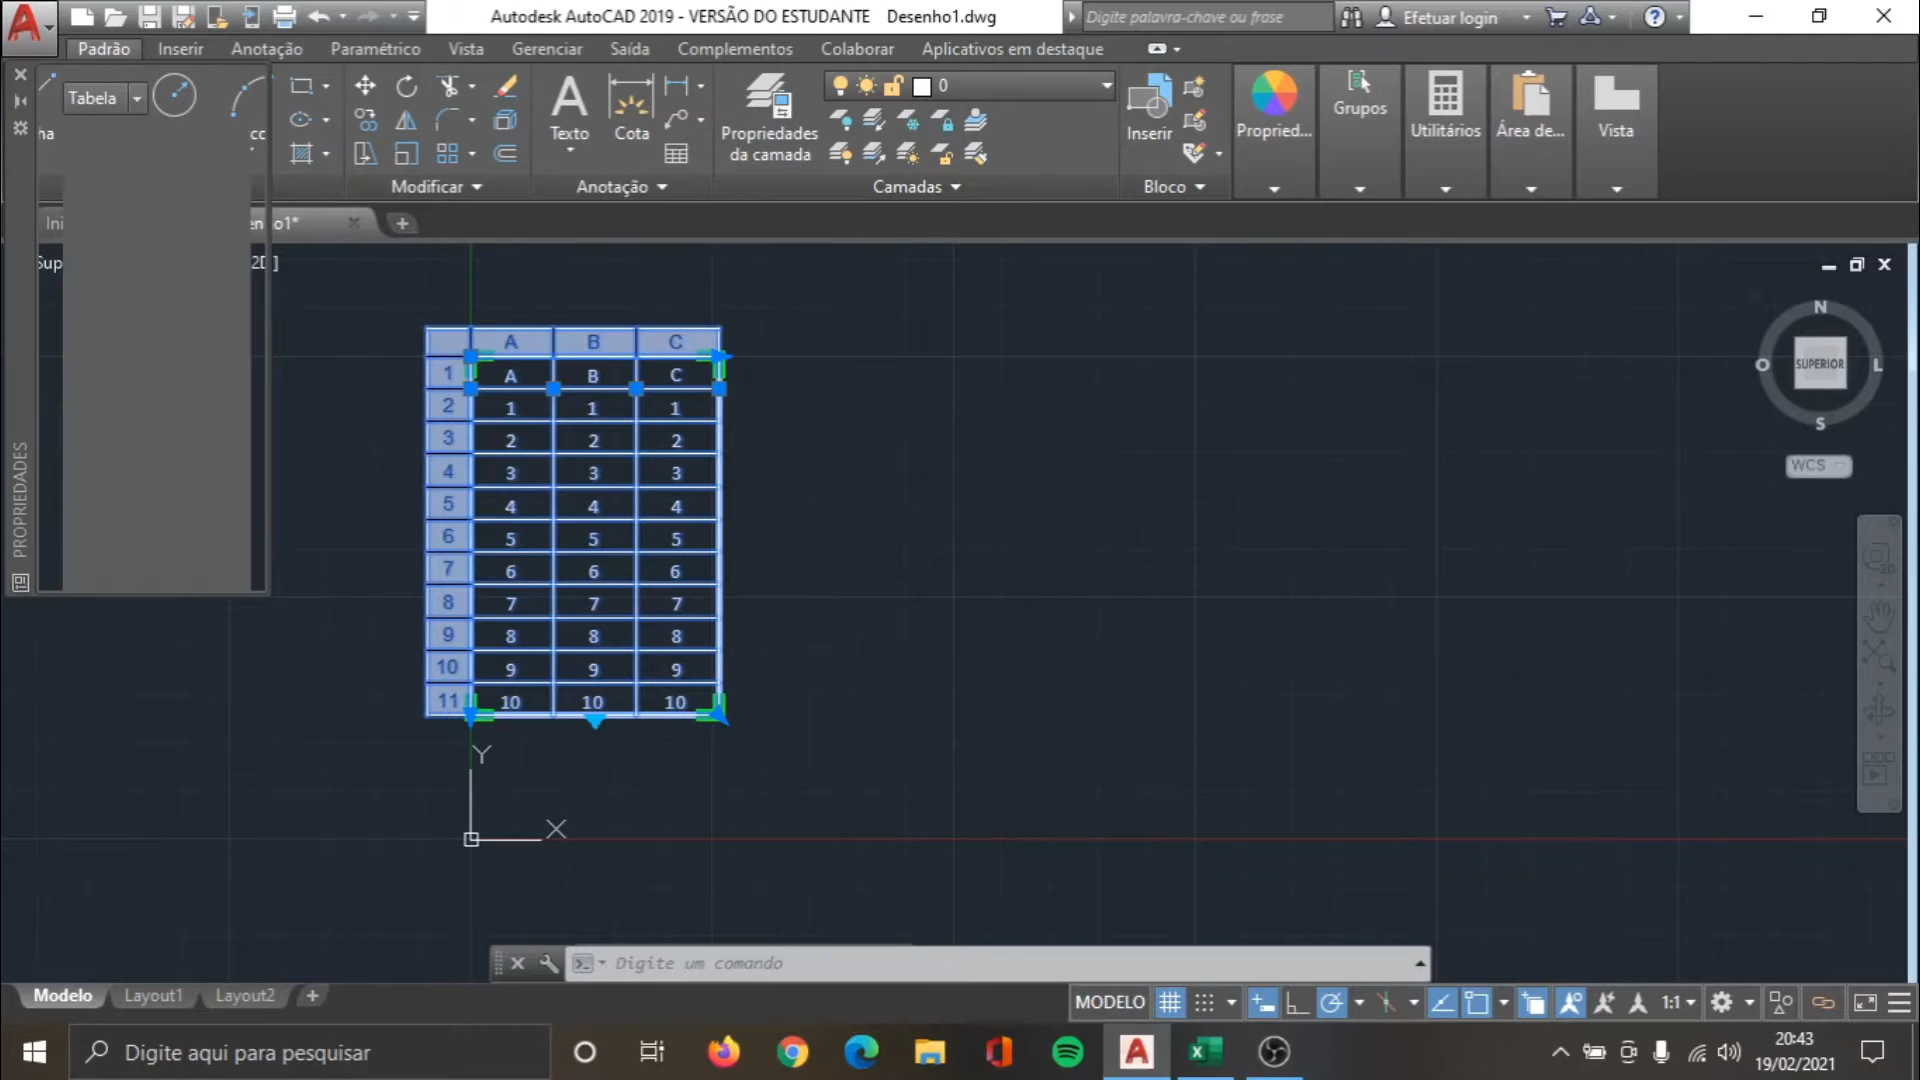 Autodesk AutoCAD 2019 - VERSÃO DO ESTUDANTE Desenho1.dwg
Digite palavra-chave ou frase
Efetuar login
Padrão Inserir Anotação Paramétrico Vista Gerenciar Saída Complementos Colaborar Aplicativos em destaque
Tabela
Texto
Cota
Propriedades da camada
0
Inserir
Propried...
Grupos
Utilitários
Área de...
Vista
Modificar
Anotação
Camadas
Bloco
PROPRIEDADES
A B C
1 A B C
2 1 1 1
3 2 2 2
4 3 3 3
5 4 4 4
6 5 5 5
7 6 6 6
8 7 7 7
9 8 8 8
10 9 9 9
11 10 10 10
Y
X
N
O SUPERIOR L
S
WCS
Digite um comando
Modelo Layout1 Layout2 +
MODELO
1:1
Digite aqui para pesquisar
20:43
19/02/2021